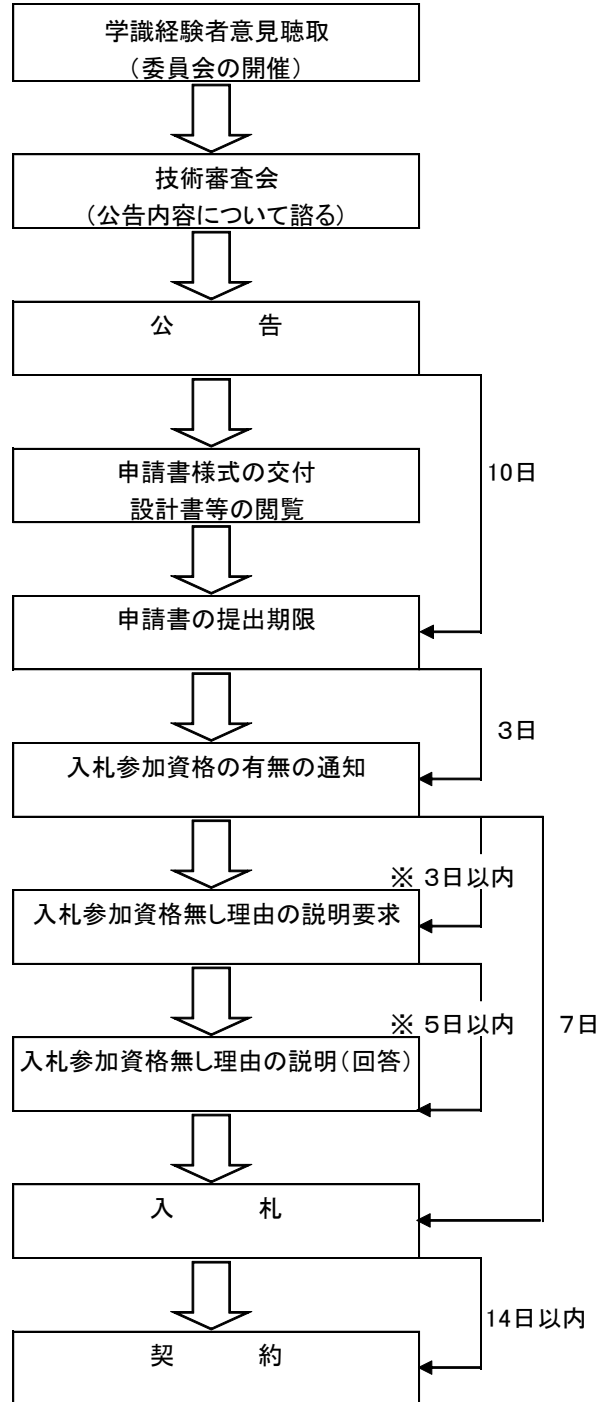 学識経験者意見聴取
(委員会の開催)
技術審査会
(公告内容について諮る)
公　　　告
申請書様式の交付
設計書等の閲覧
10日
申請書の提出期限
3日
入札参加資格の有無の通知
※ 3日以内
入札参加資格無し理由の説明要求
※ 5日以内
7日
入札参加資格無し理由の説明(回答)
入　　　札
14日以内
契　　　約